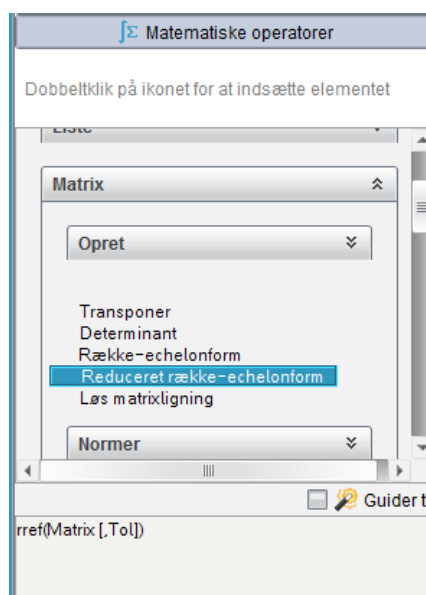 ∫Σ Matematiske operatorer
Dobbeltklik på ikonet for at indsætte elementet
Liste
Matrix
Opret
Transponer
Determinant
Række-echelonform
Reduceret række-echelonform
Løs matrixligning
Normer
Guider t
rref(Matrix [,Tol])